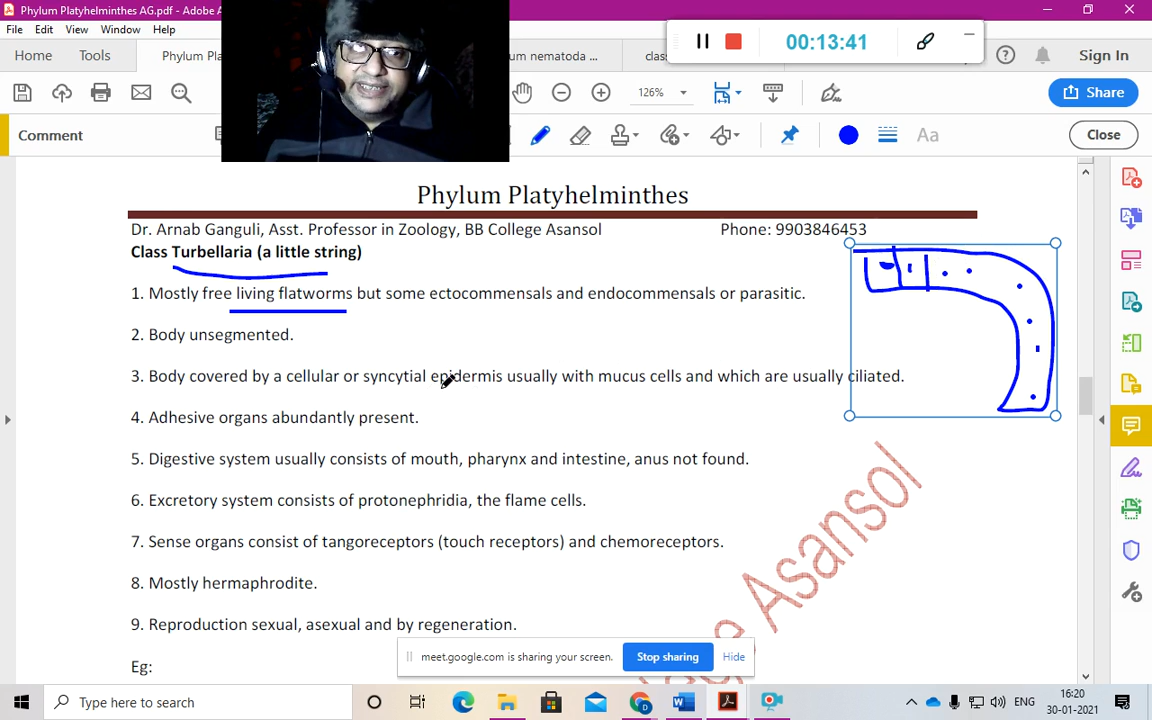 Phylum Platyhelminthes AG.pdf - Adobe A
File Edit View Window Help
00:13:41
Home Tools Phylum Pla um nematoda ... clas Sign In
126% Share
Comment Aa Close
Phylum Platyhelminthes
Dr. Arnab Ganguli, Asst. Professor in Zoology, BB College Asansol Phone: 9903846453
Class Turbellaria (a little string)
1. Mostly free living flatworms but some ectocommensals and endocommensals or parasitic.
2. Body unsegmented.
3. Body covered by a cellular or syncytial epidermis usually with mucus cells and which are usually ciliated.
4. Adhesive organs abundantly present.
5. Digestive system usually consists of mouth, pharynx and intestine, anus not found.
6. Excretory system consists of protonephridia, the flame cells.
7. Sense organs consist of tangoreceptors (touch receptors) and chemoreceptors.
8. Mostly hermaphrodite.
9. Reproduction sexual, asexual and by regeneration.
Eg:
ge Asansol
meet.google.com is sharing your screen. Stop sharing Hide
Type here to search
ENG
16:20
30-01-2021